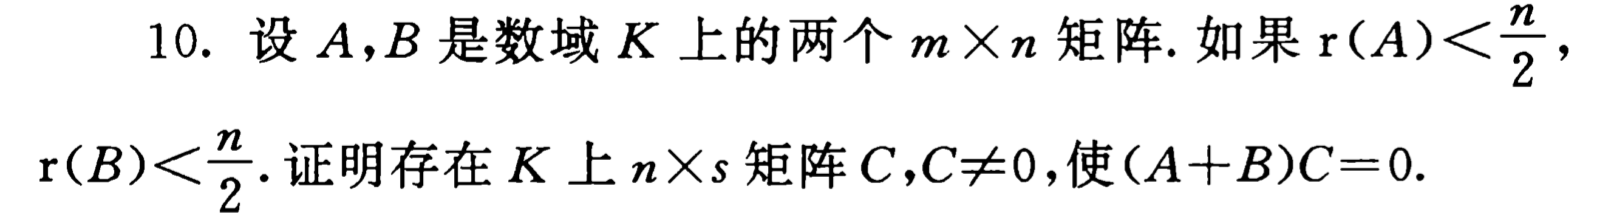 10. 设 A,B 是数域 K 上的两个 m×n 矩阵. 如果 r(A)<n/2,
r(B)<n/2. 证明存在 K 上 n×s 矩阵 C,C≠0,使(A+B)C=0.